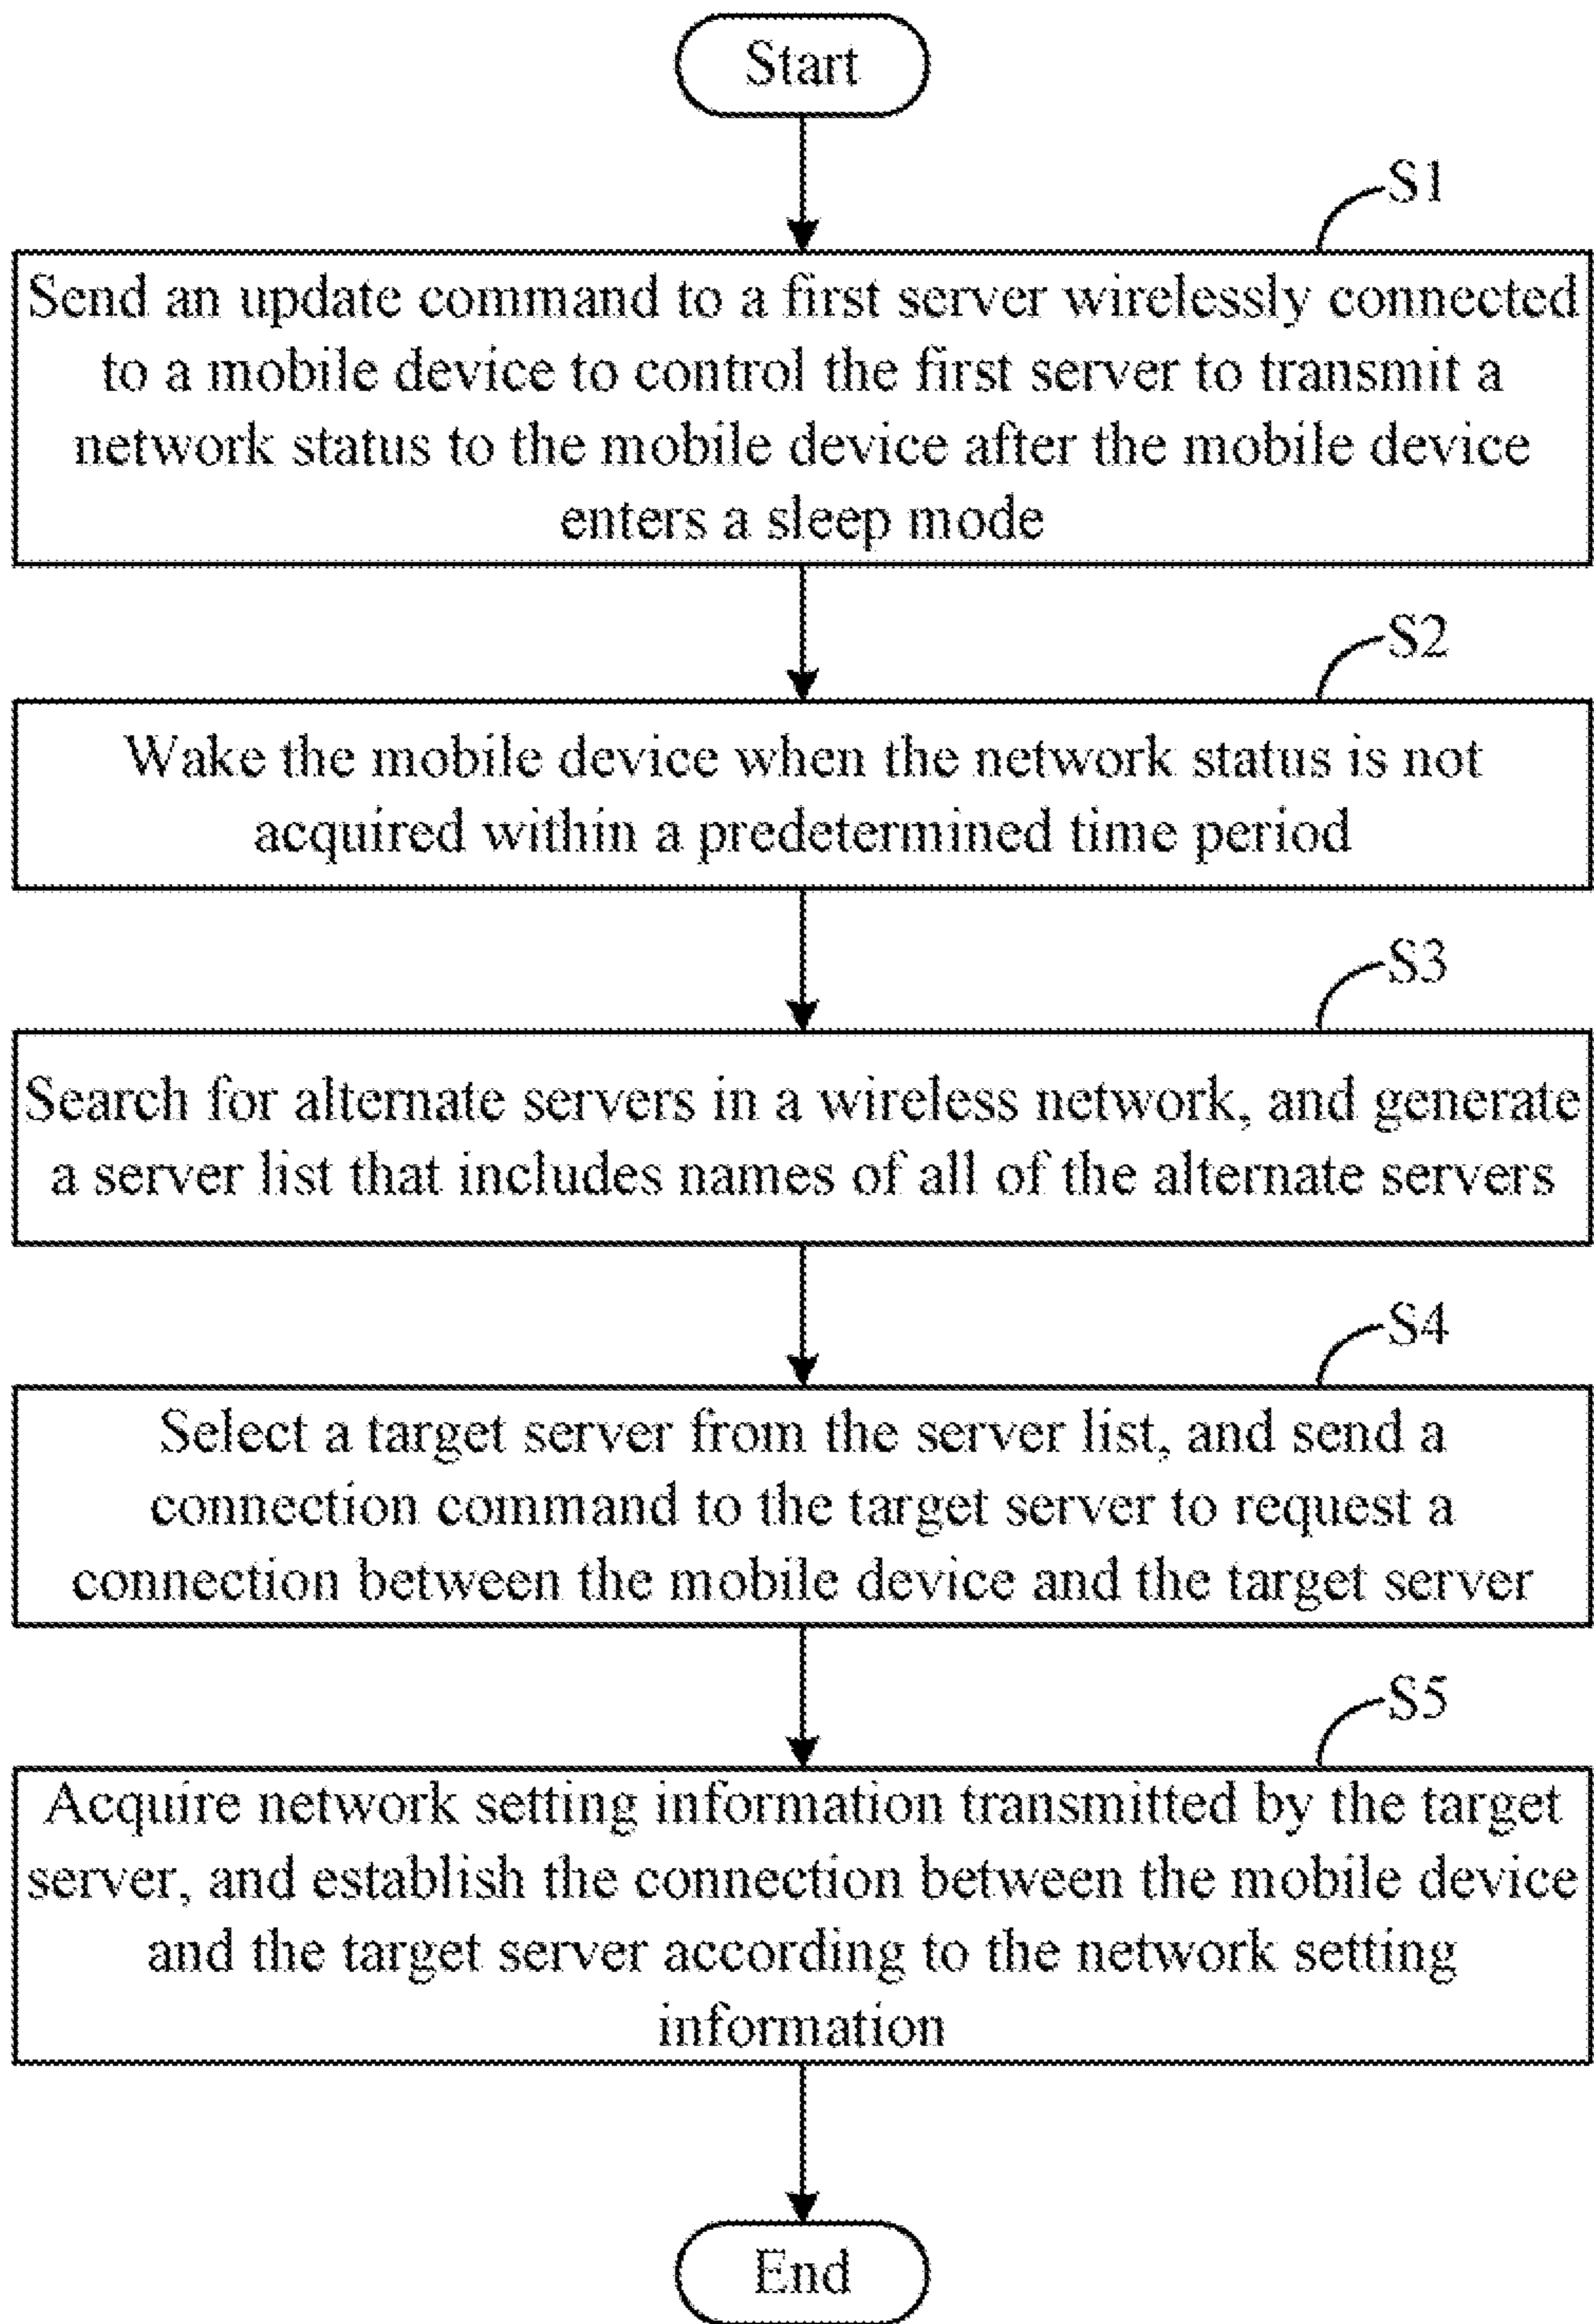 Start
S1
Send an update command to a first server wirelessly connected
to a mobile device to control the first server to transmit a
network status to the mobile device after the mobile device
enters a sleep mode
S2
Wake the mobile device when the network status is not
acquired within a predetermined time period
S3
Search for alternate servers in a wireless network, and generate
a server list that includes names of all of the alternate servers
S4
Select a target server from the server list, and send a
connection command to the target server to request a
connection between the mobile device and the target server
S5
Acquire network setting information transmitted by the target
server, and establish the connection between the mobile device
and the target server according to the network setting
information
End